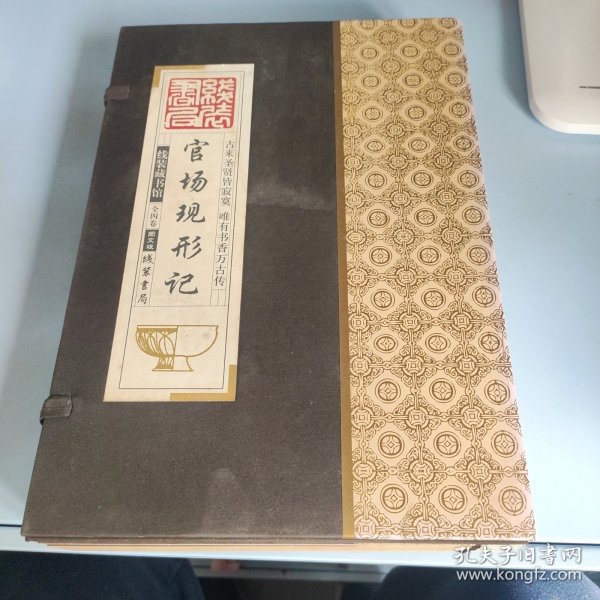 线装书局
官场现形记
古来圣贤皆寂寞 唯有书香万古传
线装藏书馆 全四卷 图文版 线装书局
孔夫子旧书网
www.kongfz.com